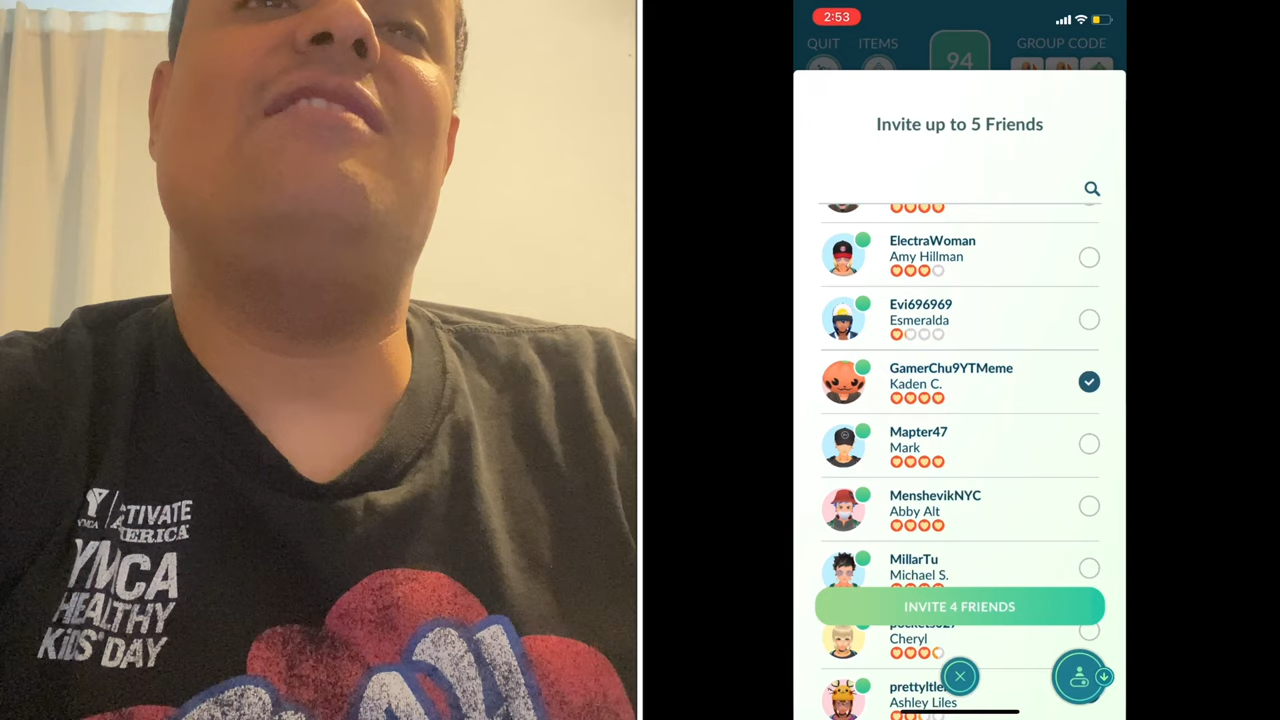 YMCA
ACTIVATE
AMERICA
YMCA
HEALTHY
KiDS' DAY
2:53
QUIT
ITEMS
94
GROUP CODE
Invite up to 5 Friends
ElectraWoman
Amy Hillman
Evi696969
Esmeralda
GamerChu9YTMeme
Kaden C.
Mapter47
Mark
MenshevikNYC
Abby Alt
MillarTu
Michael S.
INVITE 4 FRIENDS
Cheryl
Ashley Liles